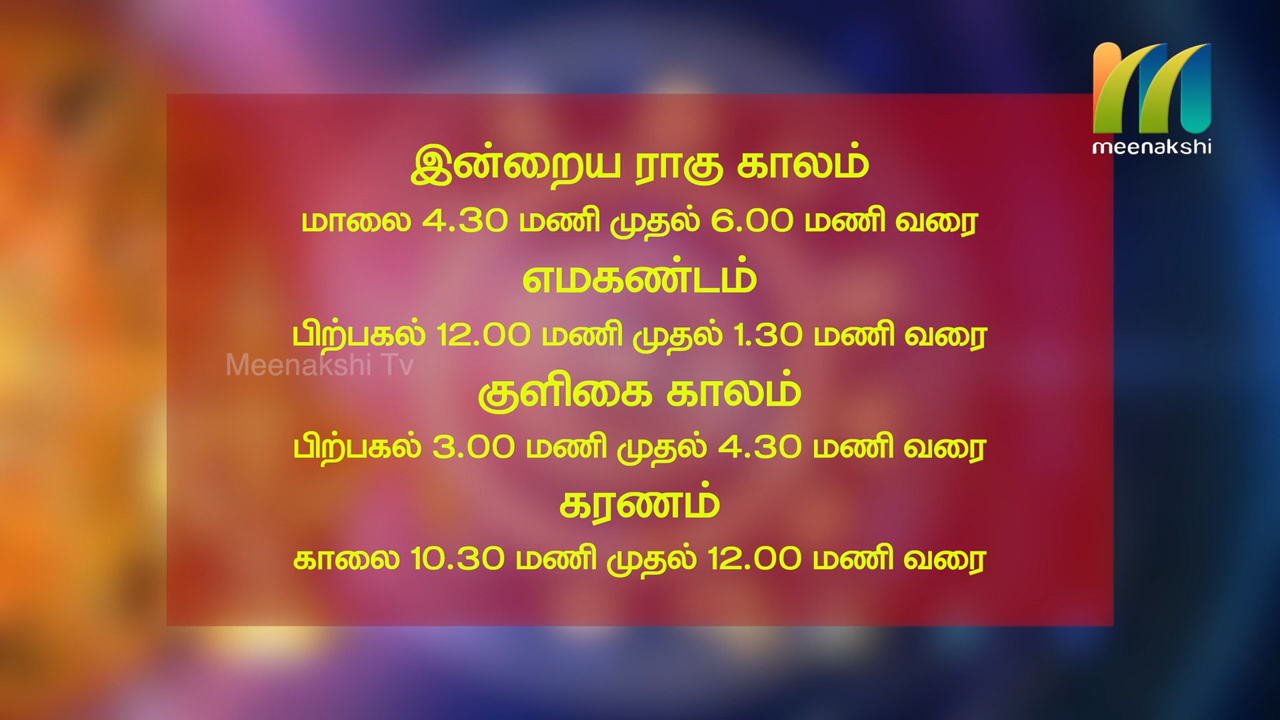 meenakshi
இன்றைய ராகு காலம்
மாலை 4.30 மணி முதல் 6.00 மணி வரை
எமகண்டம்
பிற்பகல் 12.00 மணி முதல் 1.30 மணி வரை
Meenakshi Tv
குளிகை காலம்
பிற்பகல் 3.00 மணி முதல் 4.30 மணி வரை
கரணம்
காலை 10.30 மணி முதல் 12.00 மணி வரை